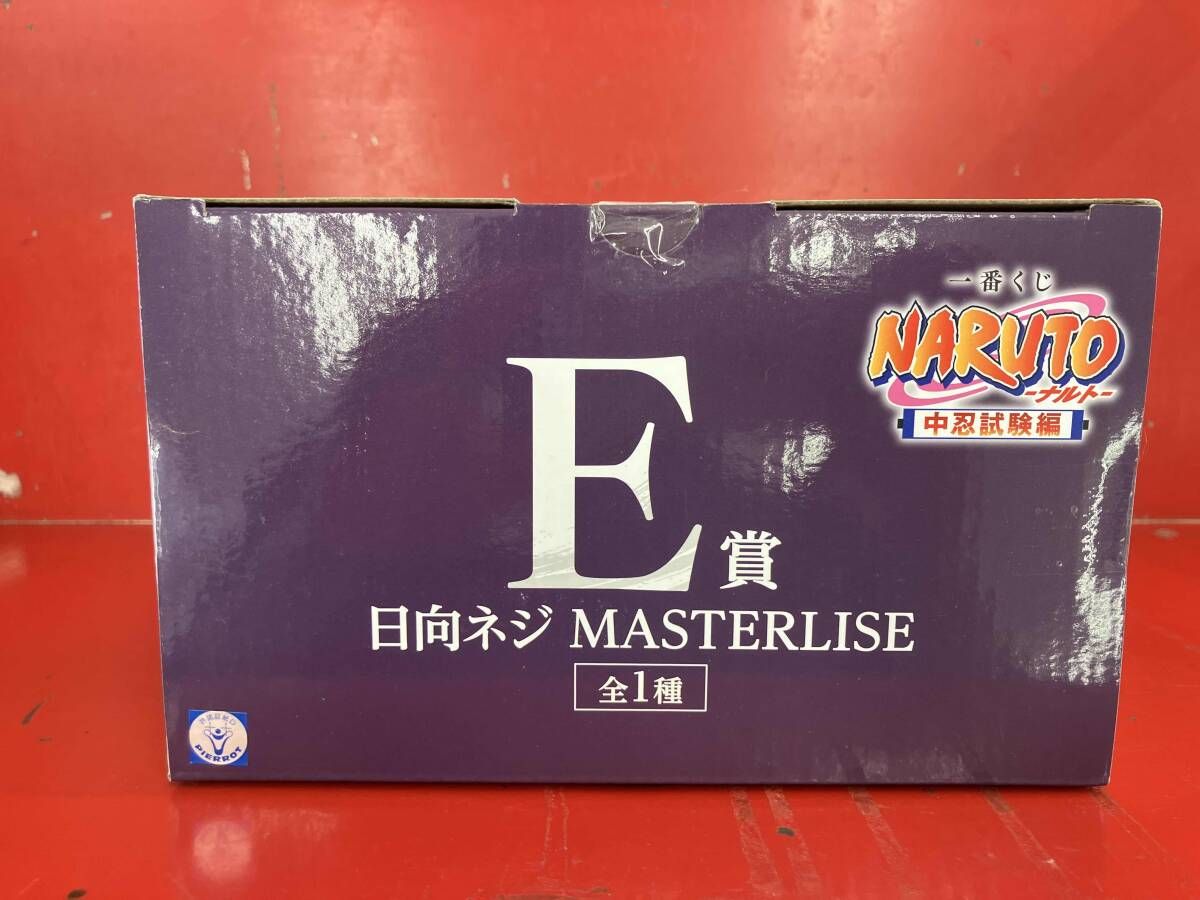 一番くじ
NARUTO
-ナルト-
中忍試験編
E賞
日向ネジ MASTERLISE
全1種
PIERROT